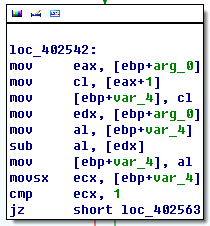 loc_402542:
mov     eax, [ebp+arg_0]
mov     cl, [eax+1]
mov     [ebp+var_4], cl
mov     edx, [ebp+arg_0]
mov     al, [ebp+var_4]
sub     al, [edx]
mov     [ebp+var_4], al
movsx   ecx, [ebp+var_4]
cmp     ecx, 1
jz      short loc_402563